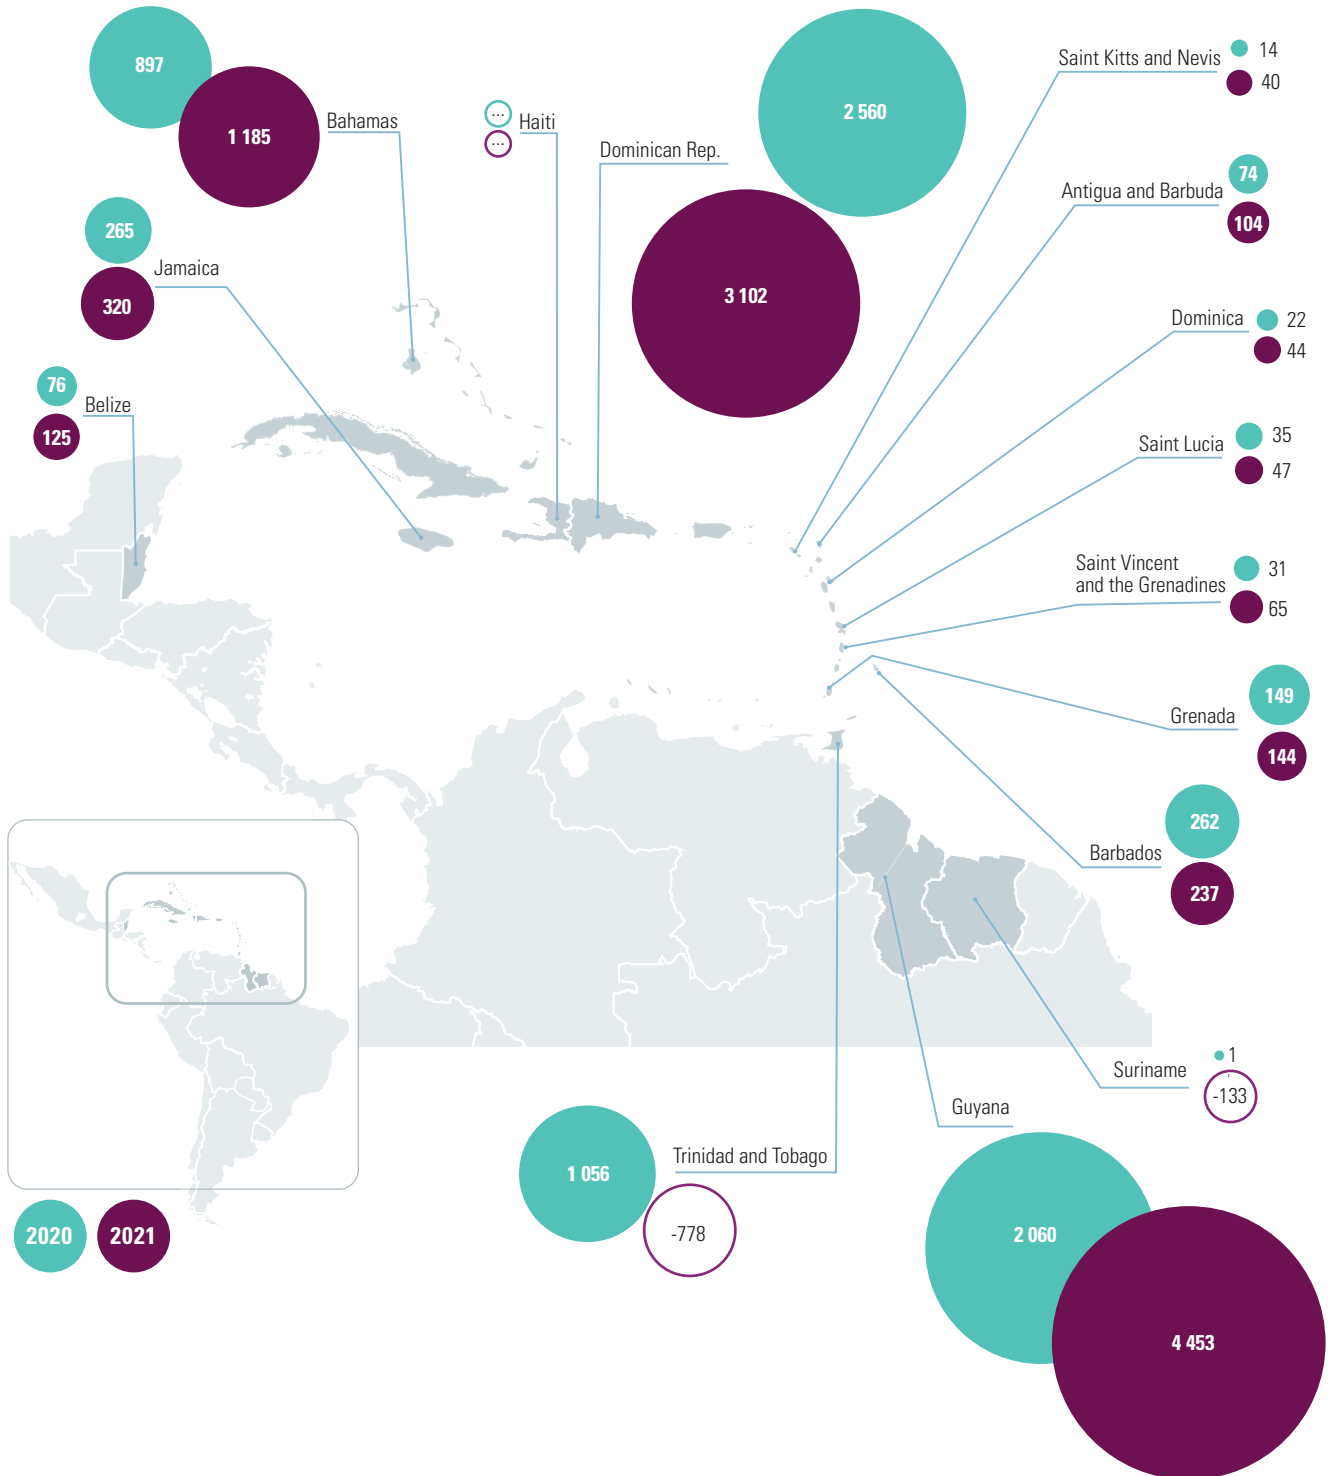 897
1 185
Bahamas
...
...
Haiti
Dominican Rep.
2 560
3 102
Saint Kitts and Nevis
14
40
265
320
Jamaica
Antigua and Barbuda
74
104
Dominica
22
44
76
125
Belize
Saint Lucia
35
47
Saint Vincent
and the Grenadines
31
65
Grenada
149
144
Barbados
262
237
Suriname
1
-133
Guyana
2 060
4 453
Trinidad and Tobago
1 056
-778
2020
2021